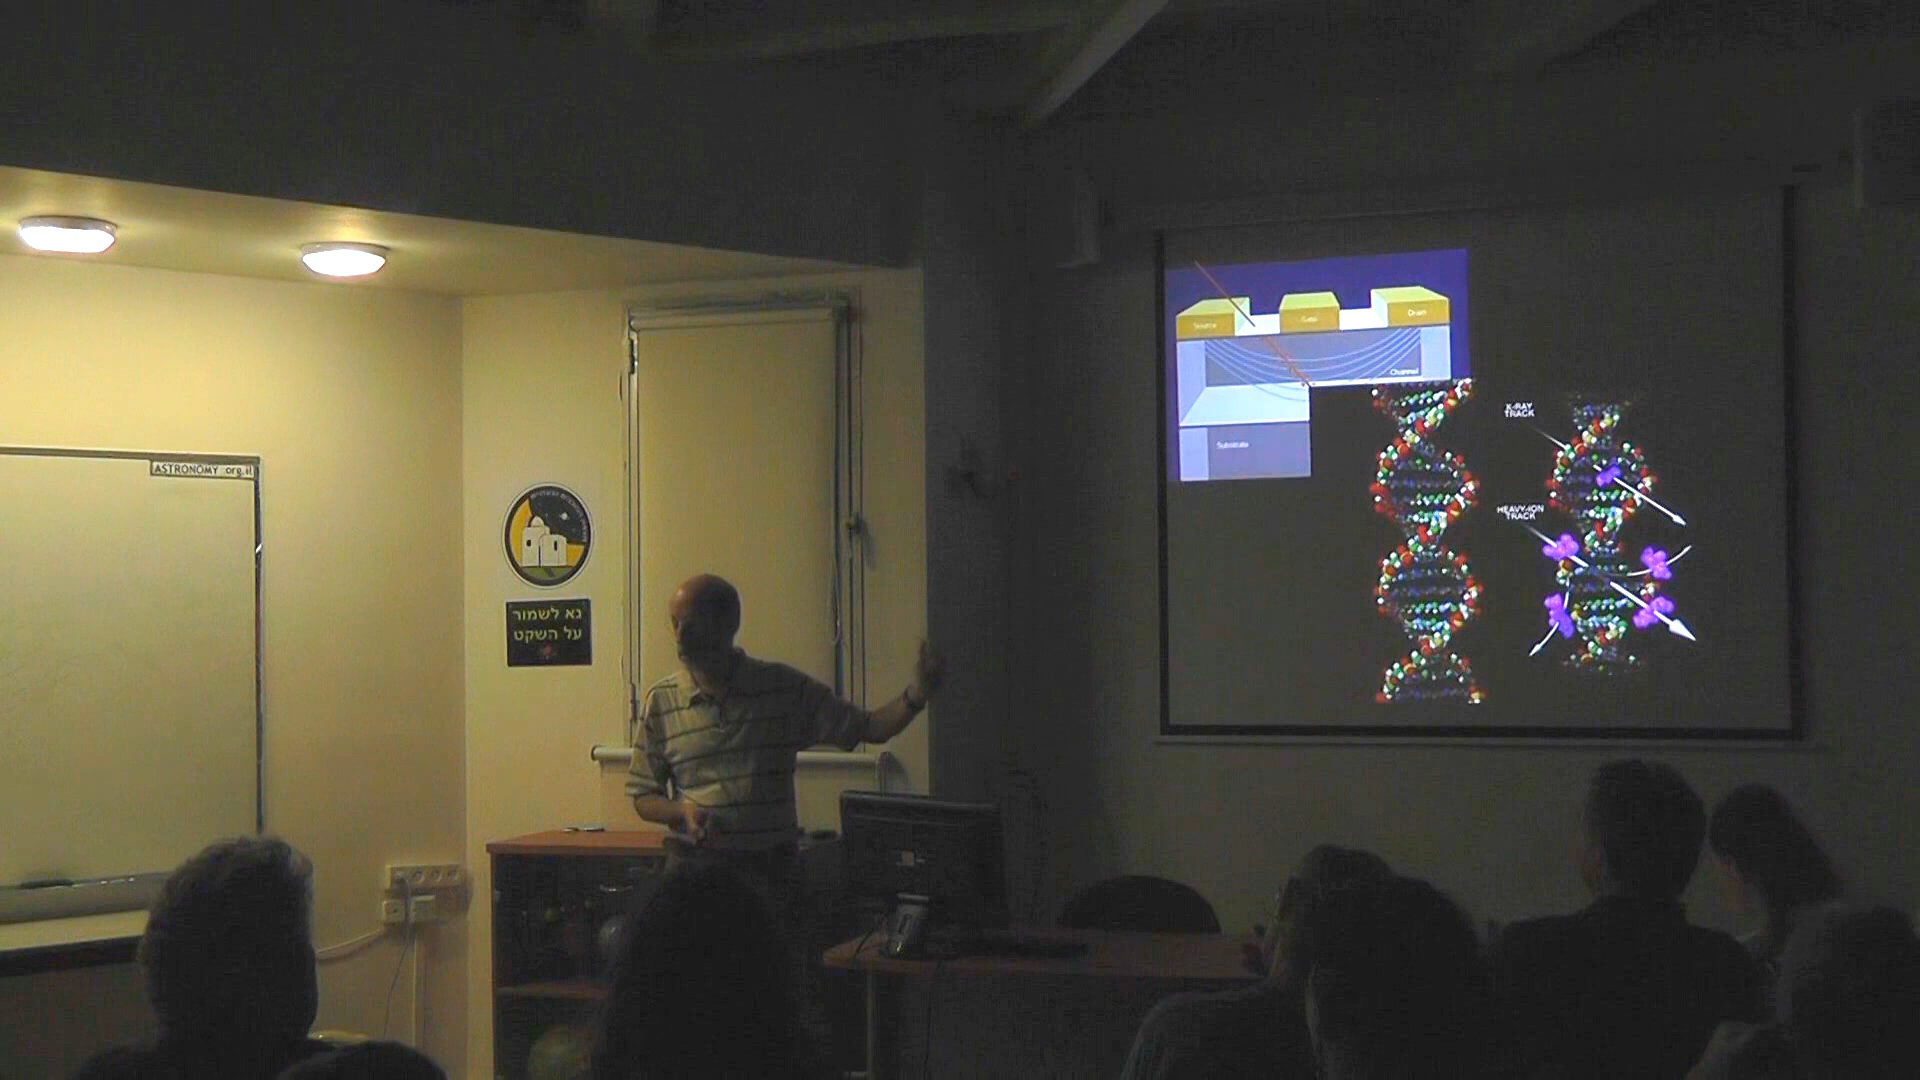 ASTRONOMY.org.il
נא לשמור
על השקט
Source
Gate
Drain
Channel
Substrate
X-RAY
TRACK
HEAVY-ION
TRACK